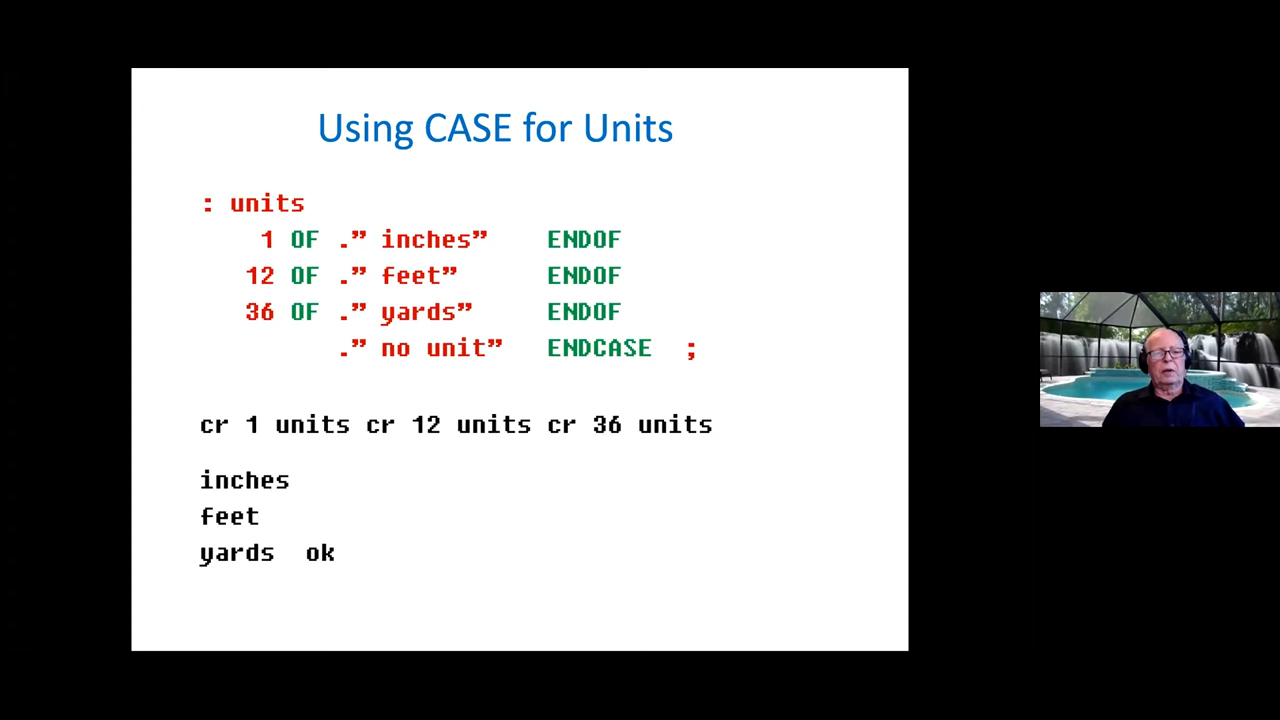 Using CASE for Units
: units
1 OF .” inches” ENDOF
12 OF .” feet” ENDOF
36 OF .” yards” ENDOF
.” no unit” ENDCASE ;
cr 1 units cr 12 units cr 36 units
inches
feet
yards ok